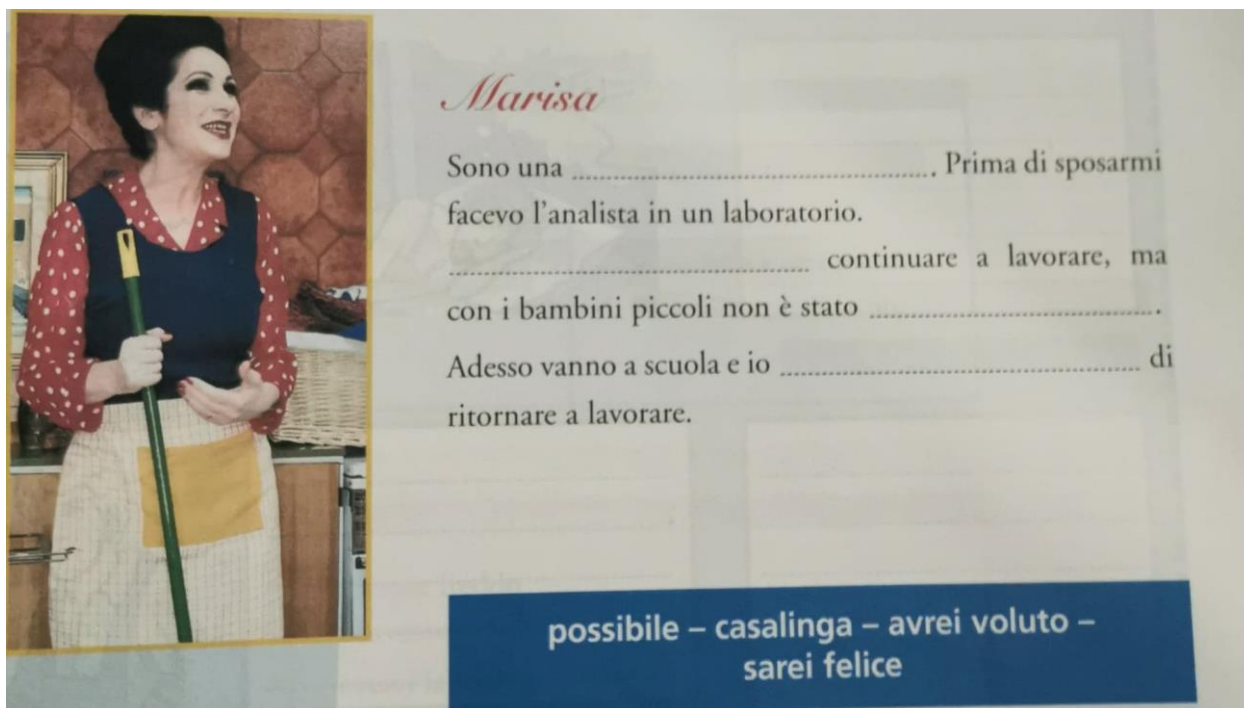 Marisa
Sono una .................................... . Prima di sposarmi
facevo l'analista in un laboratorio.
.................................... continuare a lavorare, ma
con i bambini piccoli non è stato .................................... .
Adesso vanno a scuola e io .................................... di
ritornare a lavorare.
possibile – casalinga – avrei voluto –
sarei felice